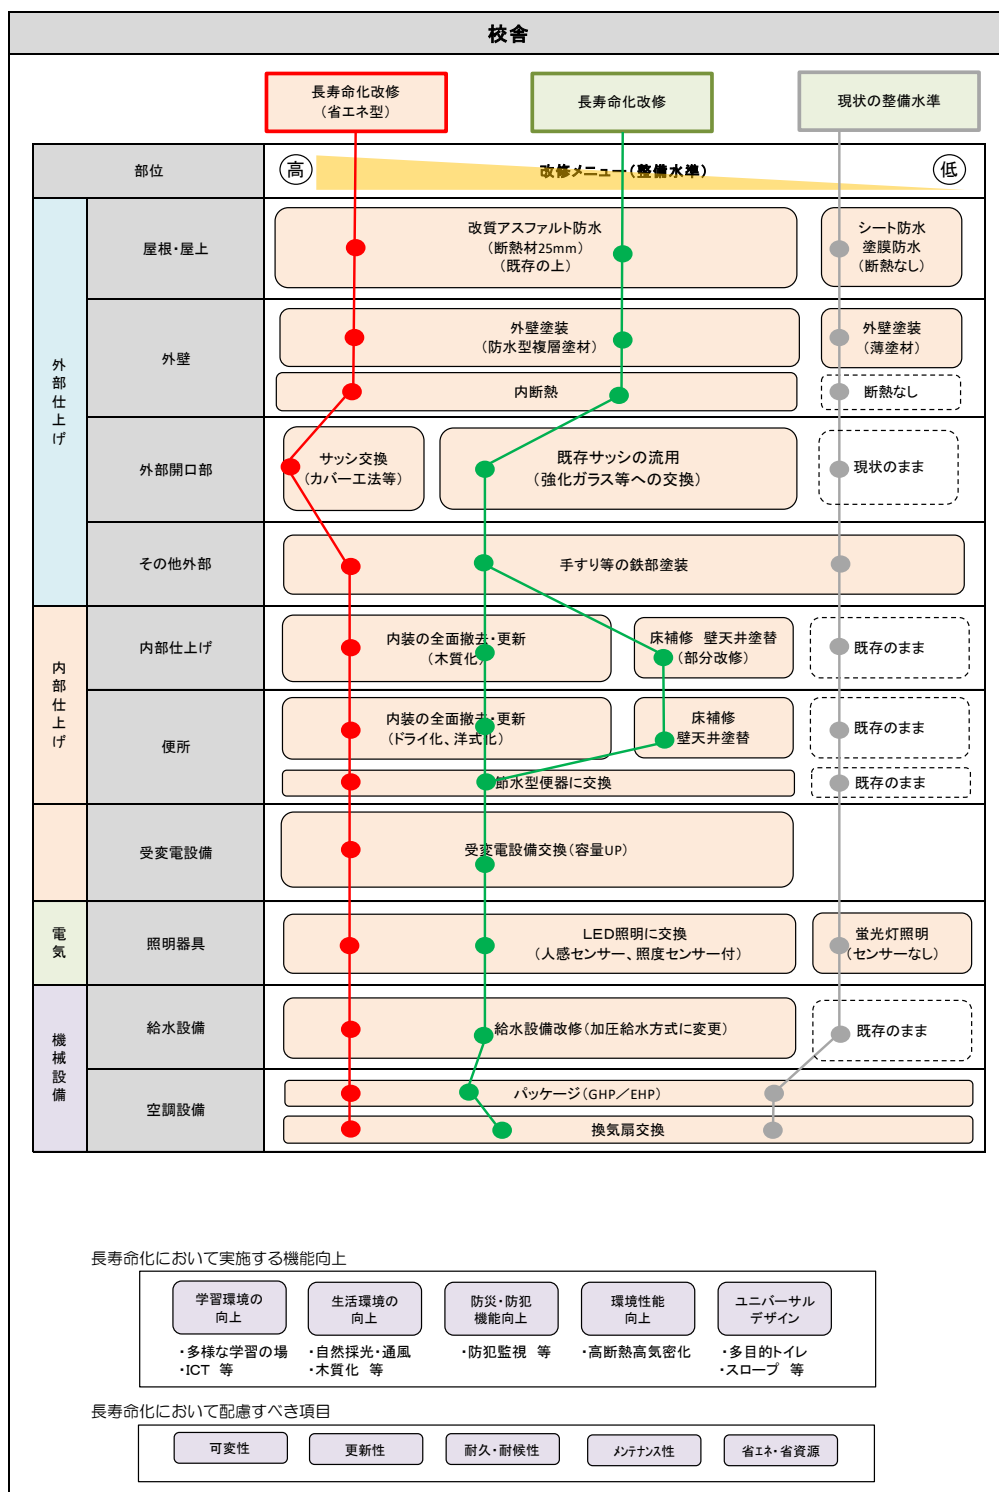 校舎
長寿命化改修
(省エネ型)
長寿命化改修
現状の整備水準
部位
高
改修メニュー(整備水準)
低
外部仕上げ
屋根・屋上
改質アスファルト防水
(断熱材25mm)
(既存の上)
シート防水
塗膜防水
(断熱なし)
外壁
外壁塗装
(防水型複層塗材)
外壁塗装
(薄塗材)
内断熱
断熱なし
外部開口部
サッシ交換
(カバー工法等)
既存サッシの流用
(強化ガラス等への交換)
現状のまま
その他外部
手すり等の鉄部塗装
内部仕上げ
内部仕上げ
内装の全面撤去・更新
(木質化)
床補修 壁天井塗替
(部分改修)
既存のまま
便所
内装の全面撤去・更新
(ドライ化、洋式化)
床補修
壁天井塗替
既存のまま
節水型便器に交換
既存のまま
受変電設備
受変電設備交換(容量UP)
電気
照明器具
LED照明に交換
(人感センサー、照度センサー付)
蛍光灯照明
(センサーなし)
機械設備
給水設備
給水設備改修(加圧給水方式に変更)
既存のまま
空調設備
パッケージ(GHP/EHP)
換気扇交換
長寿命化において実施する機能向上
学習環境の
向上
生活環境の
向上
防災・防犯
機能向上
環境性能
向上
ユニバーサル
デザイン
・多様な学習の場
・ICT 等
・自然採光・通風
・木質化 等
・防犯監視 等
・高断熱高気密化
・多目的トイレ
・スロープ 等
長寿命化において配慮すべき項目
可変性
更新性
耐久・耐候性
メンテナンス性
省エネ・省資源